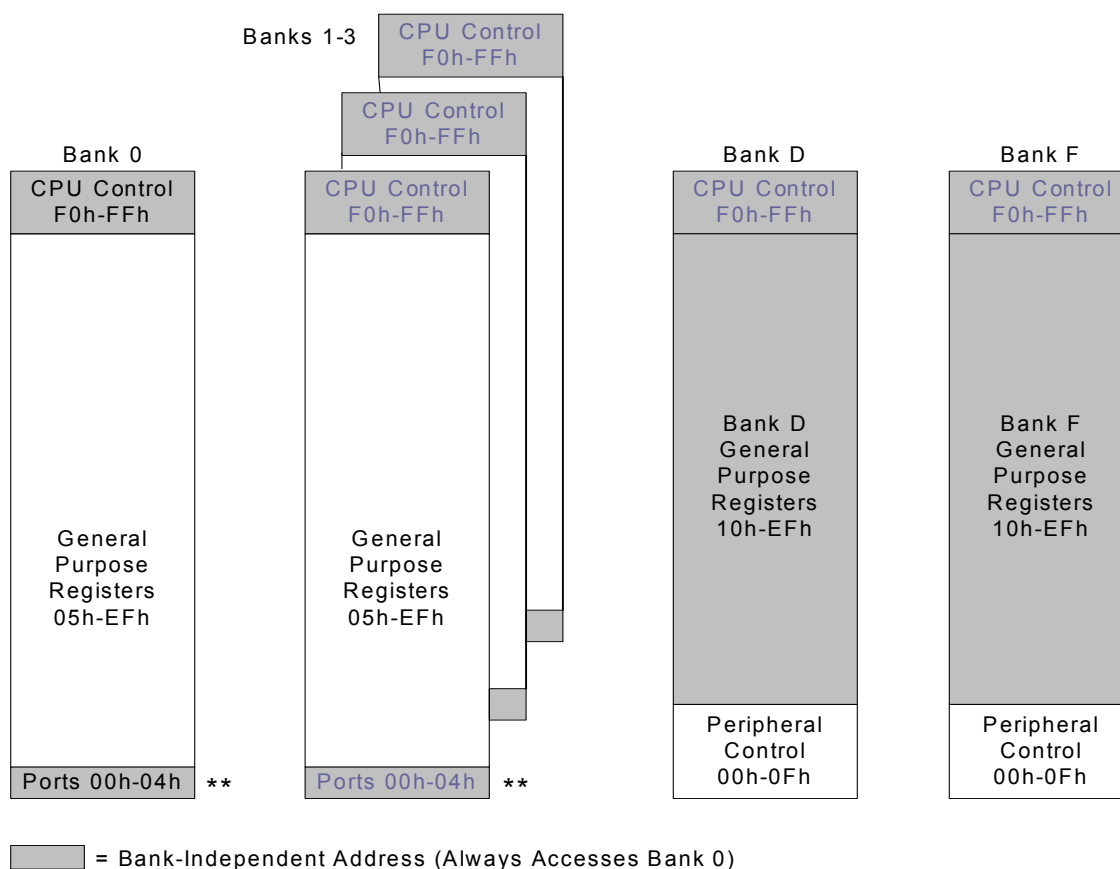 Banks 1-3
CPU Control
F0h-FFh
CPU Control
F0h-FFh
Bank 0
CPU Control
F0h-FFh
General
Purpose
Registers
05h-EFh
Ports 00h-04h **
CPU Control
F0h-FFh
General
Purpose
Registers
05h-EFh
Ports 00h-04h **
Bank D
CPU Control
F0h-FFh
Bank D
General
Purpose
Registers
10h-EFh
Peripheral
Control
00h-0Fh
Bank F
CPU Control
F0h-FFh
Bank F
General
Purpose
Registers
10h-EFh
Peripheral
Control
00h-0Fh
= Bank-Independent Address (Always Accesses Bank 0)